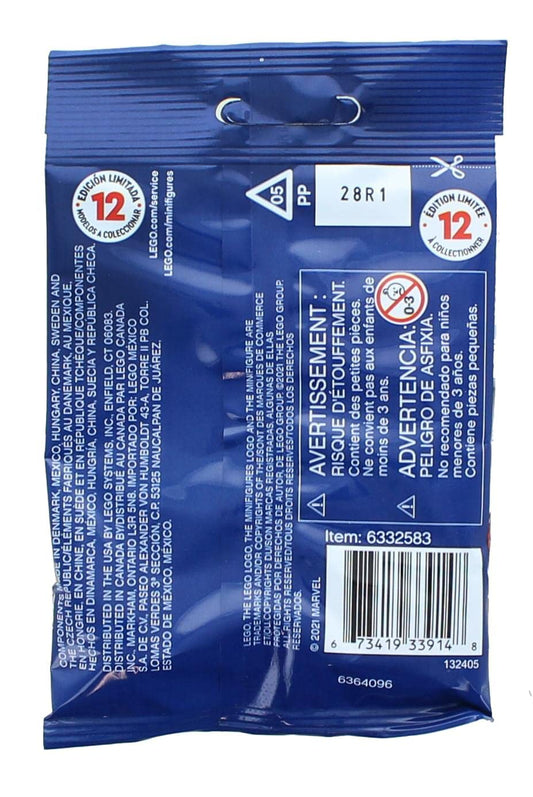 EDICIÓN LIMITADA
12
MODELOS A COLECCIONAR
LEGO.com/service
LEGO.com/minifigures
05
PP
28R1
ÉDITION LIMITÉE
12
À COLLECTIONNER
COMPONENTS MADE IN DENMARK, MEXICO, HUNGARY, CHINA, SWEDEN AND
THE CZECH REPUBLIC/ÉLÉMENTS FABRIQUÉS AU DANEMARK, AU MEXIQUE,
EN HONGRIE, EN CHINE, EN SUÈDE ET EN RÉPUBLIQUE TCHÈQUE/COMPONENTES
HECHOS EN DINAMARCA, MÉXICO, HUNGRÍA, CHINA, SUECIA Y REPÚBLICA CHECA.
DISTRIBUTED IN THE USA BY LEGO SYSTEMS, INC., ENFIELD, CT 06083.
DISTRIBUTED IN CANADA BY/DISTRIBUÉ AU CANADA PAR LEGO CANADA
INC., MARKHAM, ONTARIO L3R 5N8. IMPORTADO POR: LEGO MEXICO
S.A. DE C.V. PASEO ALEXANDER VON HUMBOLDT 43-A, TORRE II PB COL.
LOMAS VERDES 3ª SECCIÓN, C.P. 53125 NAUCALPAN DE JUÁREZ,
ESTADO DE MÉXICO, MÉXICO.
LEGO, THE LEGO LOGO, THE MINIFIGURES LOGO AND THE MINIFIGURE ARE
TRADEMARKS AND/OR COPYRIGHTS OF THE/SONT DES MARQUES DE COMMERCE
ET/OU COPYRIGHTS DU/SON MARCAS REGISTRADAS, ALGUNAS DE ELLAS
PROTEGIDAS POR DERECHOS DE AUTOR, DE LEGO GROUP. ©2021 THE LEGO GROUP.
ALL RIGHTS RESERVED/TOUS DROITS RÉSERVÉS/TODOS LOS DERECHOS
RESERVADOS.
© 2021 MARVEL
AVERTISSEMENT :
RISQUE D'ÉTOUFFEMENT.
Contient des petites pièces.
Ne convient pas aux enfants de
moins de 3 ans.
0-3
ADVERTENCIA:
PELIGRO DE ASFIXIA.
No recomendado para niños
menores de 3 años.
Contiene piezas pequeñas.
Item: 6332583
6 73419 33914 8
132405
6364096